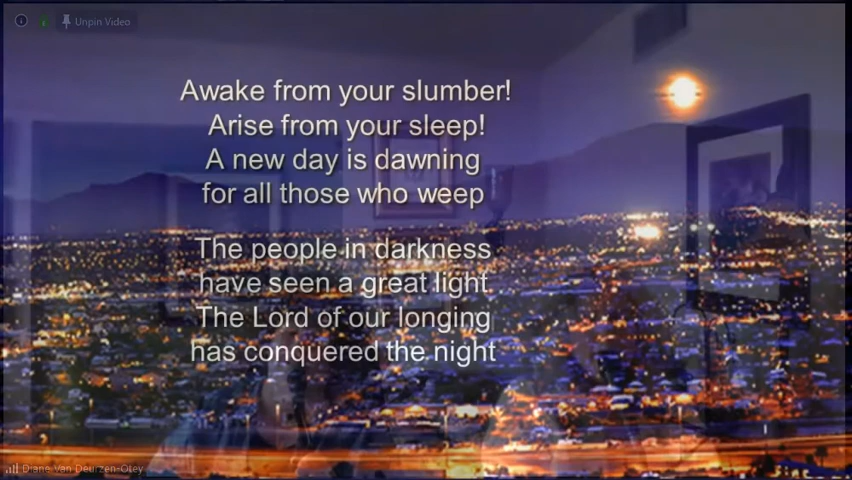 Unpin Video
Awake from your slumber!
Arise from your sleep!
A new day is dawning
for all those who weep
The people in darkness
have seen a great light.
The Lord of our longing
has conquered the night
Diane Van Deurzen-Otey